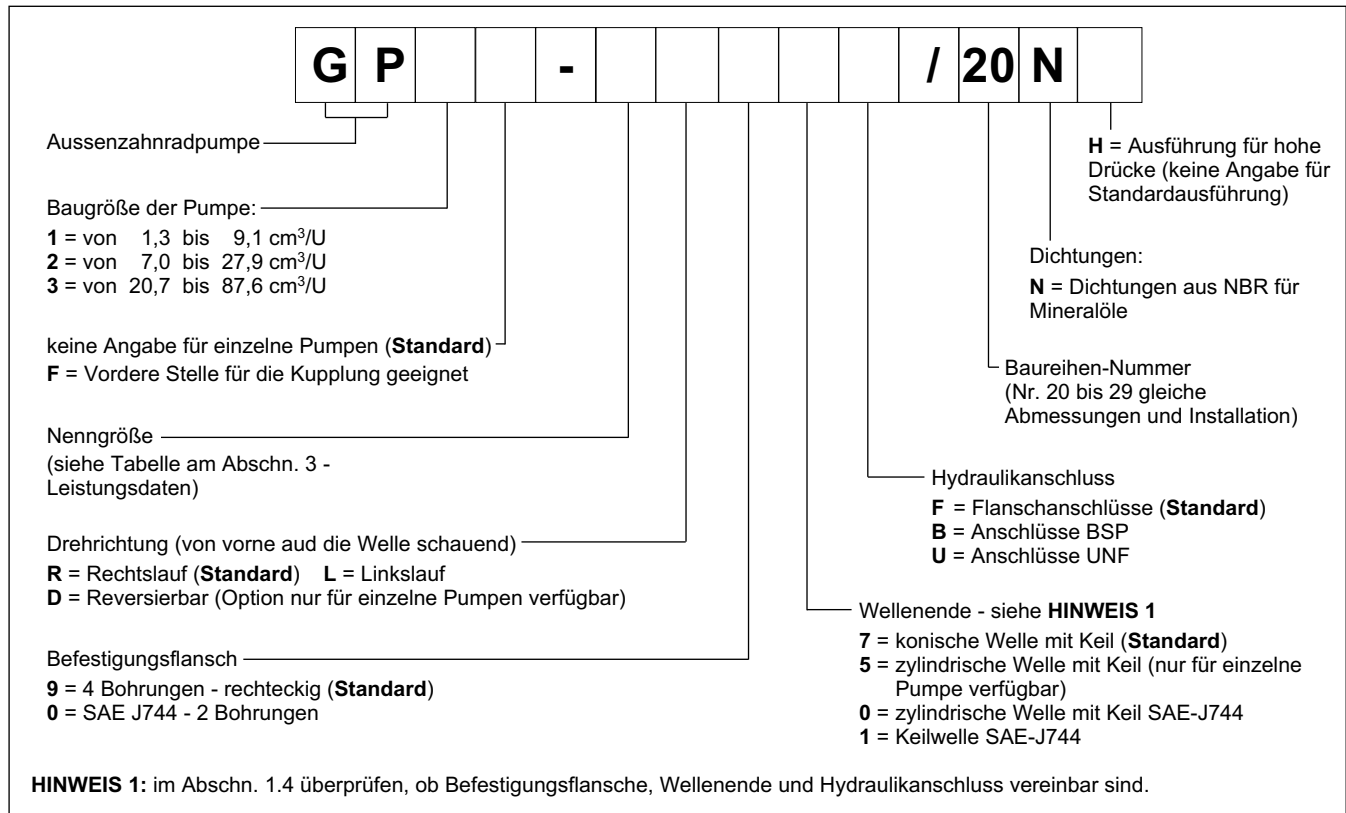 G P - / 20 N
Aussenzahnradpumpe
Baugröße der Pumpe:
1 = von 1,3 bis 9,1 cm³/U
2 = von 7,0 bis 27,9 cm³/U
3 = von 20,7 bis 87,6 cm³/U
keine Angabe für einzelne Pumpen (Standard)
F = Vordere Stelle für die Kupplung geeignet
Nenngröße
(siehe Tabelle am Abschn. 3 -
Leistungsdaten)
Drehrichtung (von vorne aud die Welle schauend)
R = Rechtslauf (Standard) L = Linkslauf
D = Reversierbar (Option nur für einzelne Pumpen verfügbar)
Befestigungsflansch
9 = 4 Bohrungen - rechteckig (Standard)
0 = SAE J744 - 2 Bohrungen
H = Ausführung für hohe
Drücke (keine Angabe für
Standardausführung)
Dichtungen:
N = Dichtungen aus NBR für
Mineralöle
Baureihen-Nummer
(Nr. 20 bis 29 gleiche
Abmessungen und Installation)
Hydraulikanschluss
F = Flanschanschlüsse (Standard)
B = Anschlüsse BSP
U = Anschlüsse UNF
Wellenende - siehe HINWEIS 1
7 = konische Welle mit Keil (Standard)
5 = zylindrische Welle mit Keil (nur für einzelne
Pumpe verfügbar)
0 = zylindrische Welle mit Keil SAE-J744
1 = Keilwelle SAE-J744
HINWEIS 1: im Abschn. 1.4 überprüfen, ob Befestigungsflansche, Wellenende und Hydraulikanschluss vereinbar sind.